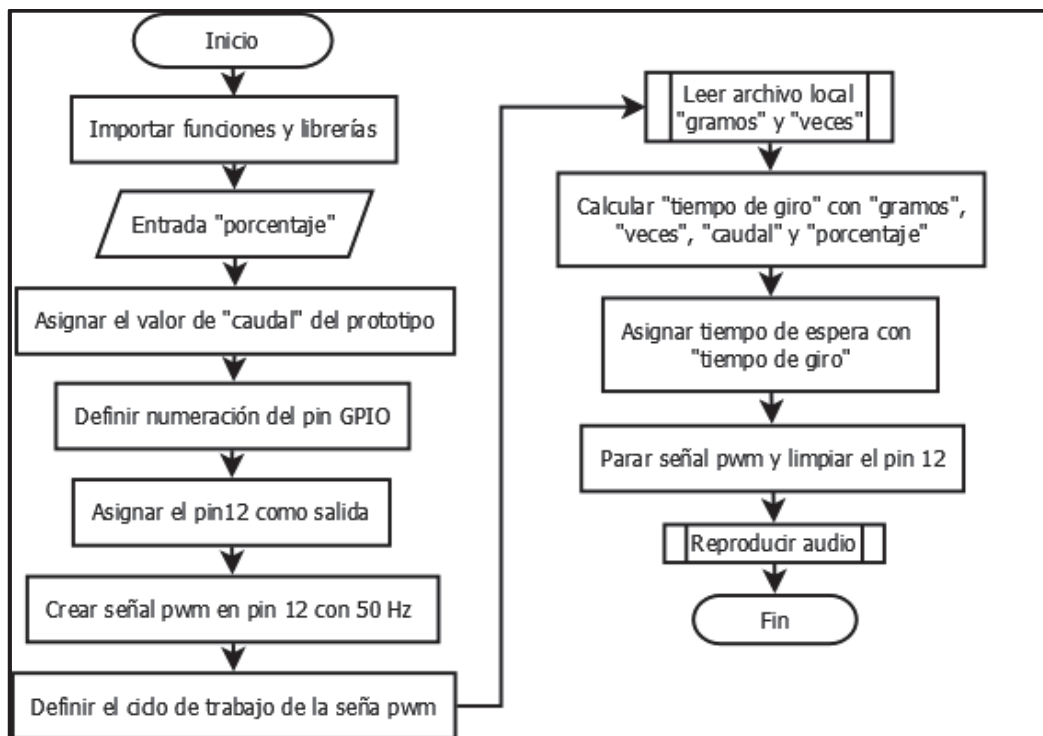 Inicio
Importar funciones y librerías
Entrada "porcentaje"
Asignar el valor de "caudal" del prototipo
Definir numeración del pin GPIO
Asignar el pin12 como salida
Crear señal pwm en pin 12 con 50 Hz
Definir el ciclo de trabajo de la seña pwm
Leer archivo local
"gramos" y "veces"
Calcular "tiempo de giro" con "gramos",
"veces", "caudal" y "porcentaje"
Asignar tiempo de espera con
"tiempo de giro"
Parar señal pwm y limpiar el pin 12
Reproducir audio
Fin